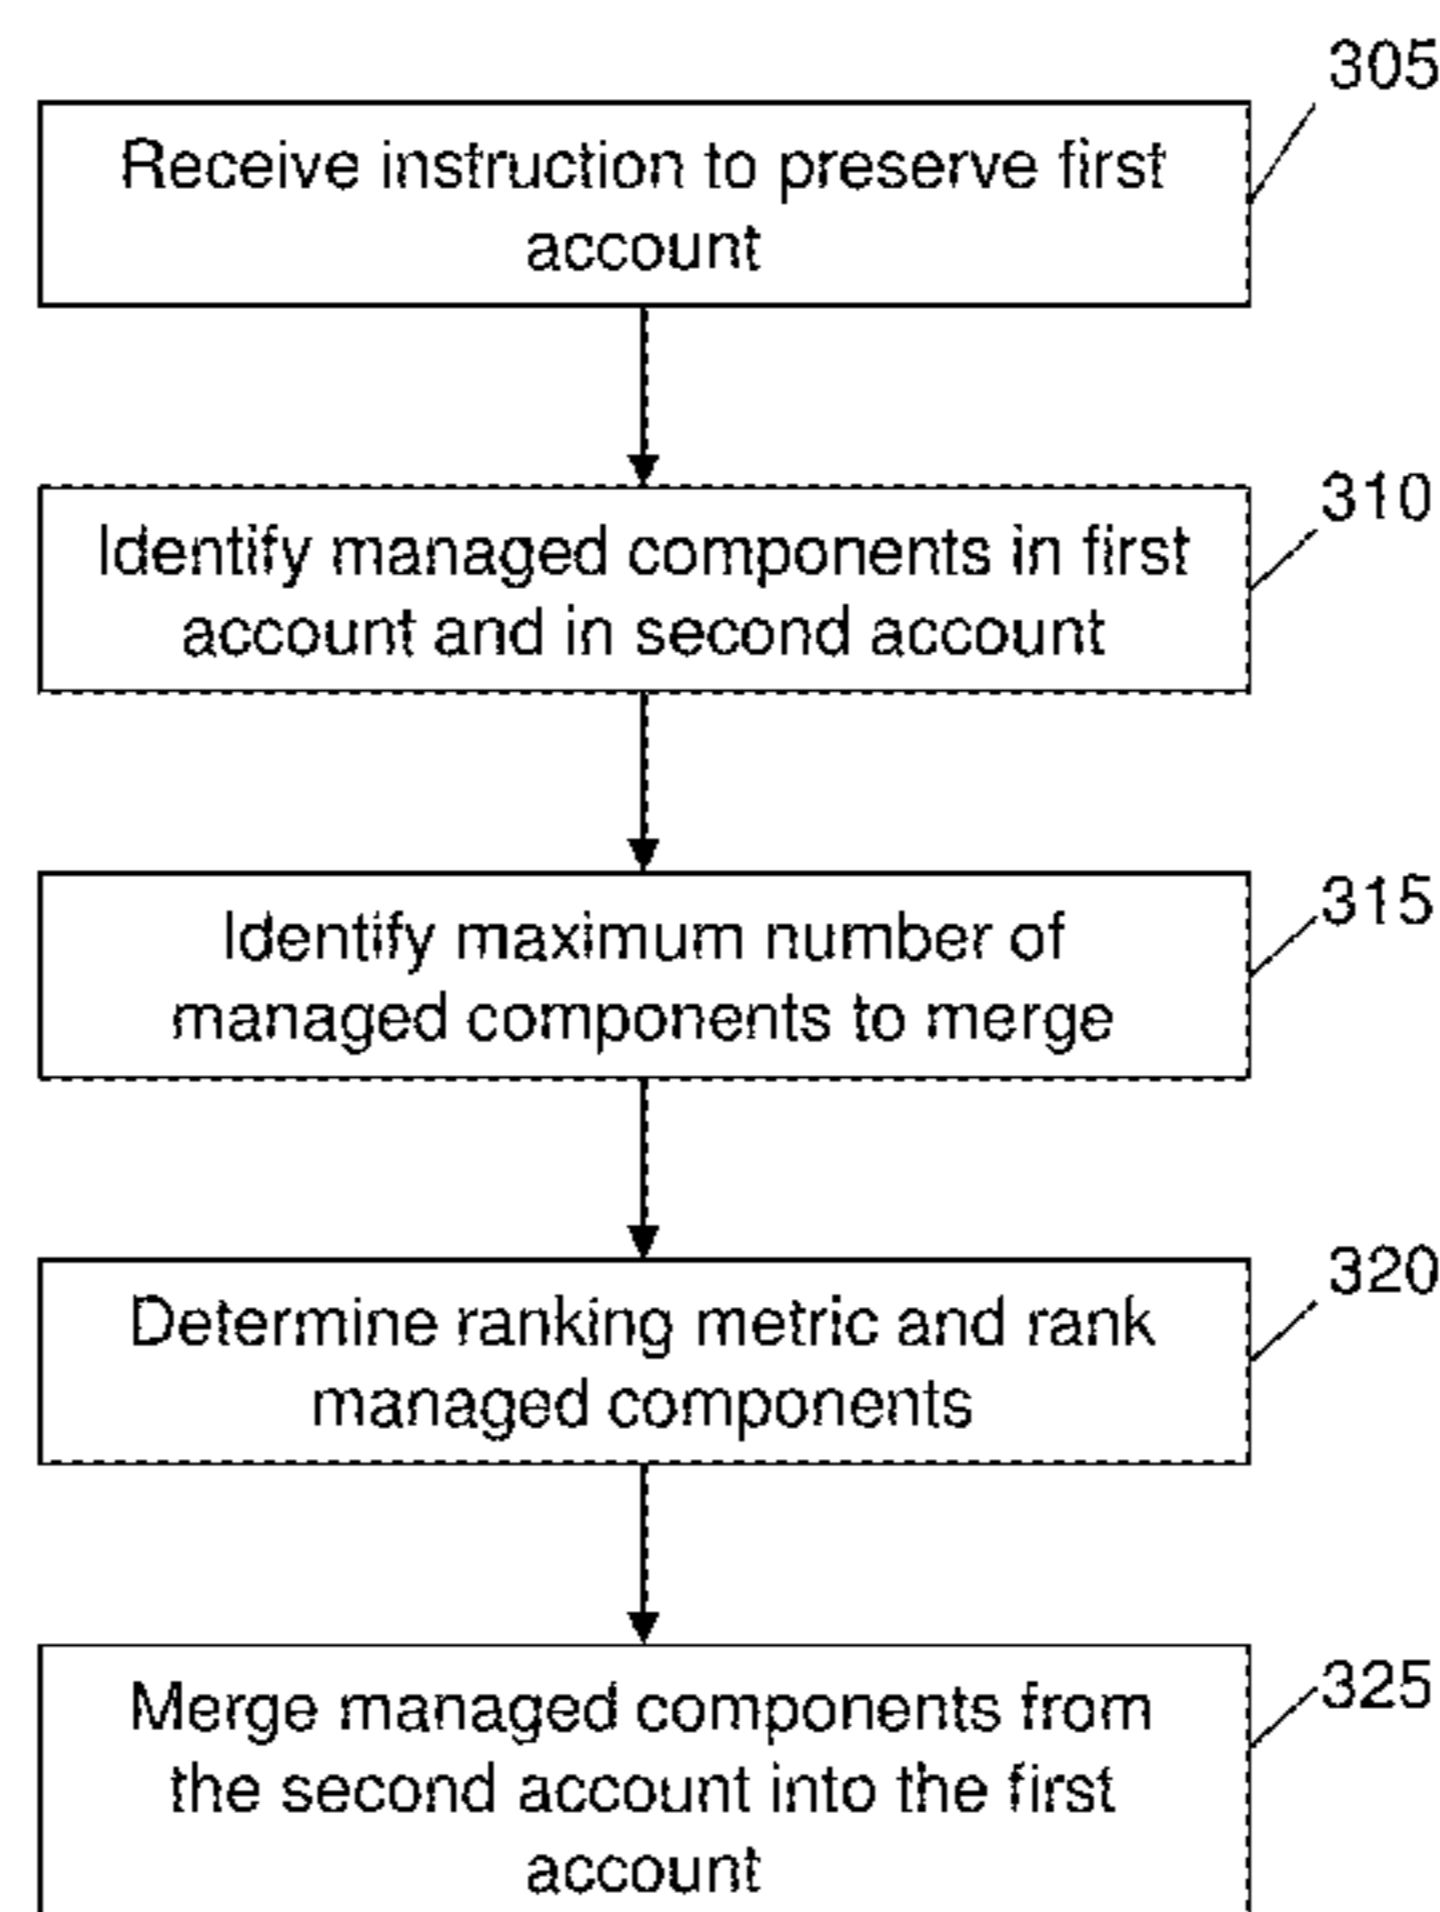 305
Receive instruction to preserve first
account
310
Identify managed components in first
account and in second account
315
Identify maximum number of
managed components to merge
320
Determine ranking metric and rank
managed components
325
Merge managed components from
the second account into the first
account